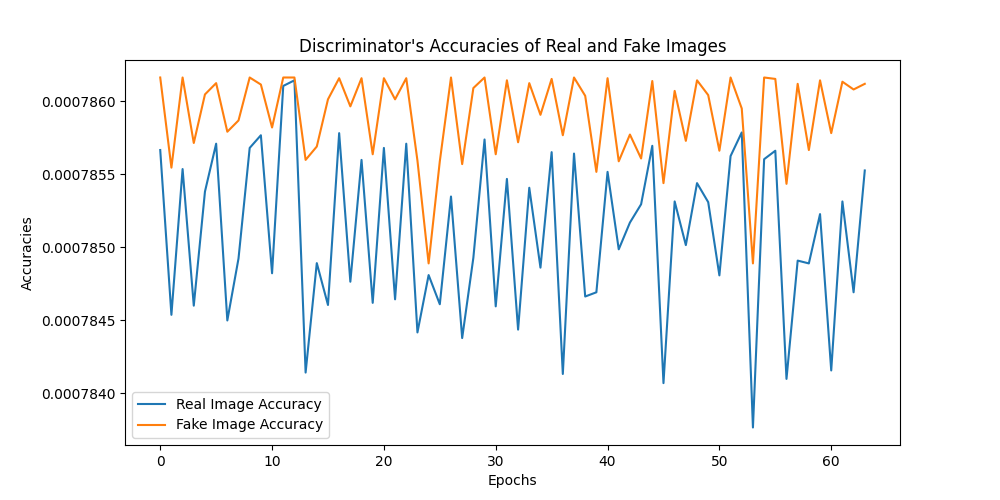 Discriminator's Accuracies of Real and Fake Images
0.0007860
0.0007855
0.0007850
0.0007845
0.0007840
Accuracies
Real Image Accuracy
Fake Image Accuracy
0 10 20 30 40 50 60
Epochs